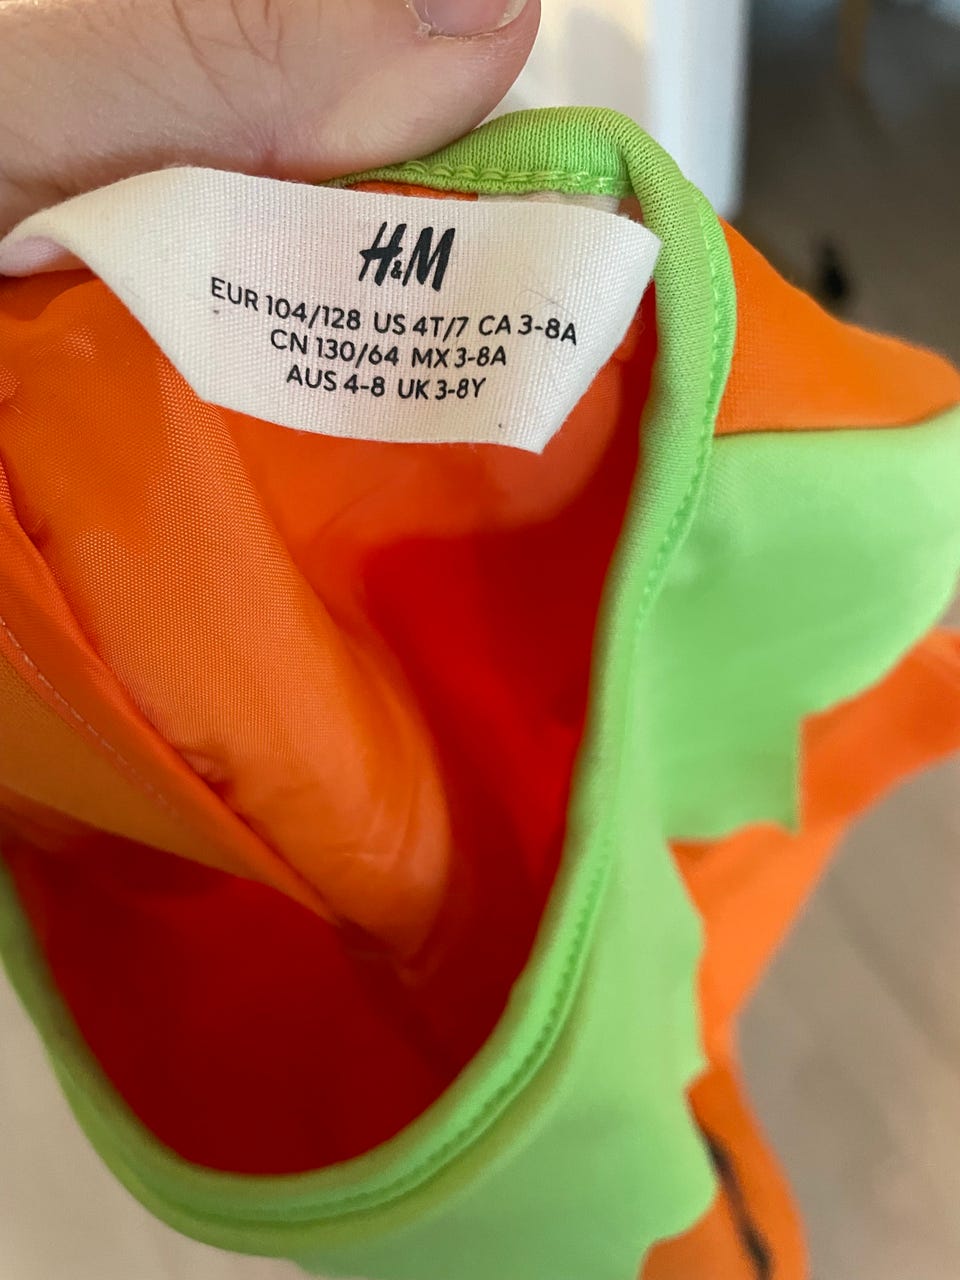 H&M
EUR 104/128 US 4T/7 CA 3-8A
CN 130/64 MX 3-8A
AUS 4-8 UK 3-8Y